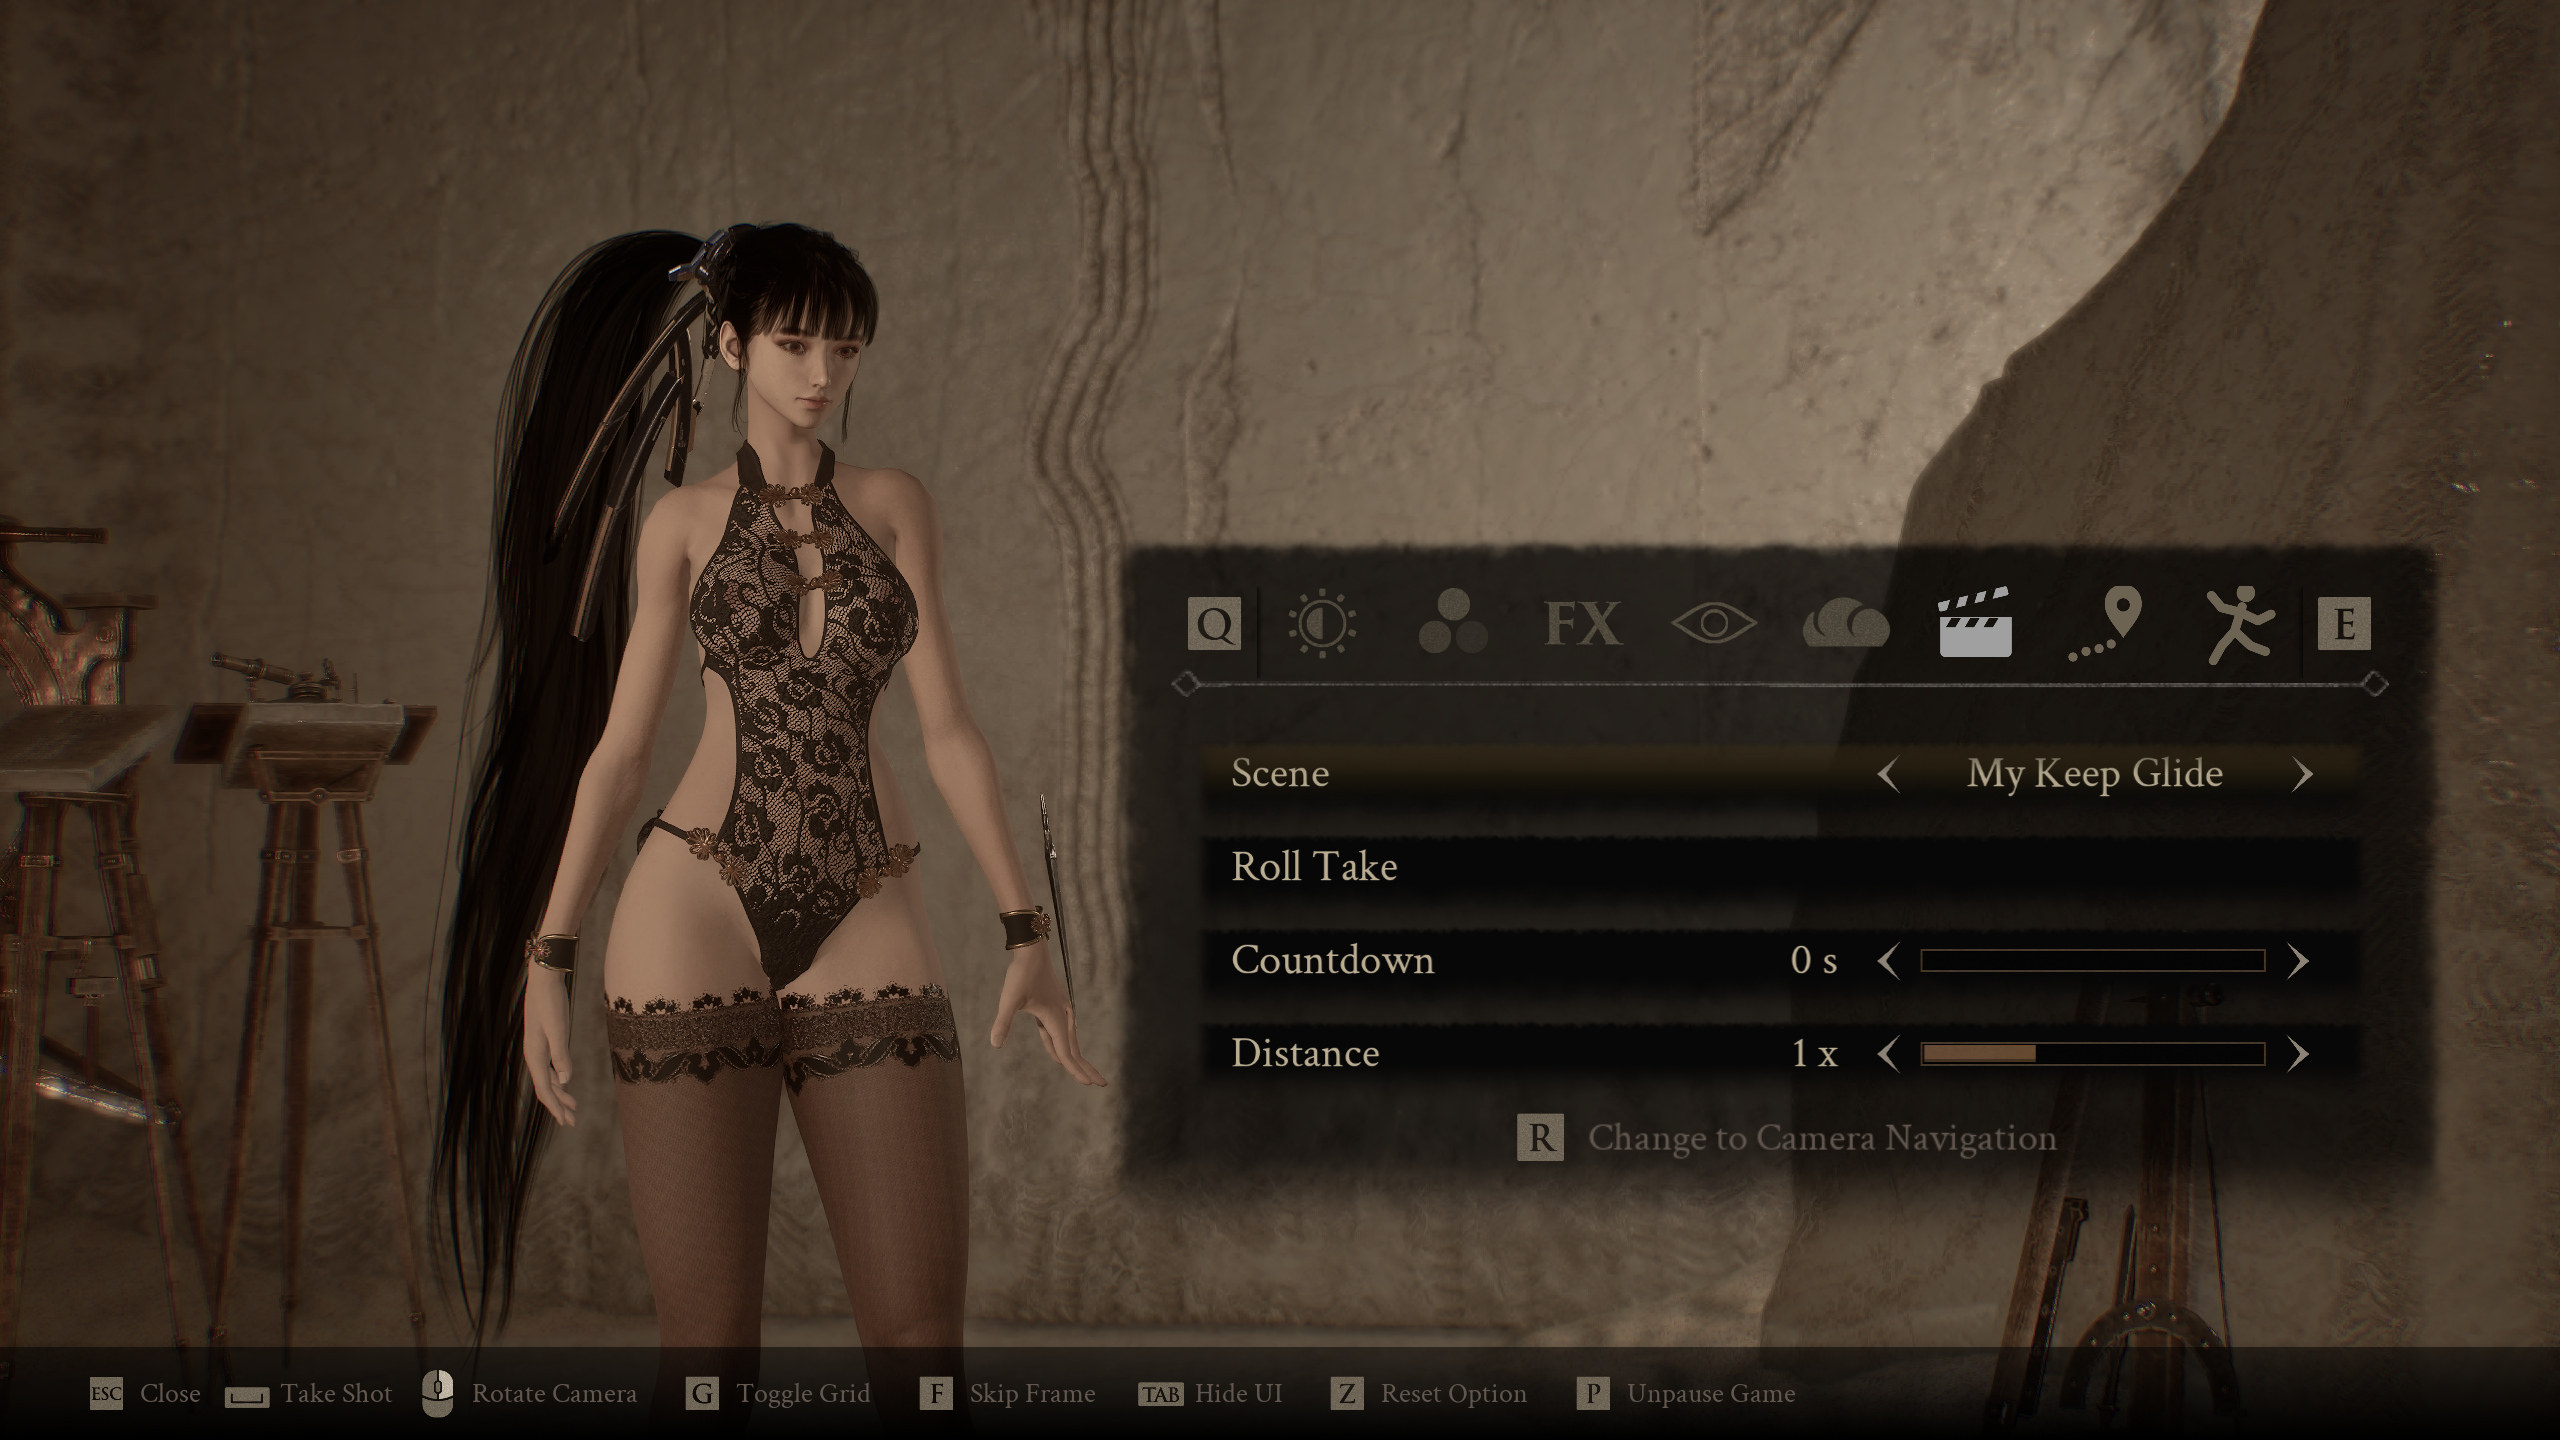 Q FX E
Scene My Keep Glide
Roll Take
Countdown 0 s
Distance 1 x
R Change to Camera Navigation
ESC Close Take Shot Rotate Camera G Toggle Grid F Skip Frame TAB Hide UI Z Reset Option P Unpause Game